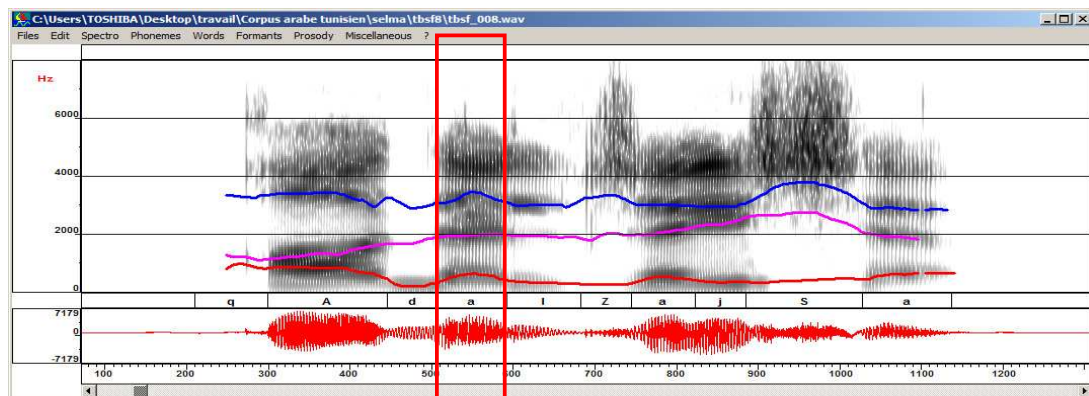 C:\Users\TOSHIBA\Desktop\travail\Corpus arabe tunisien\selma\tbsf8\tbsf_008.wav
Files Edit Spectro Phonemes Words Formants Prosody Miscellaneous ?
Hz
6000
4000
2000
0
q A d a l Z a j S a
7179
0
-7179
100 200 300 400 500 600 700 800 900 1000 1100 1200